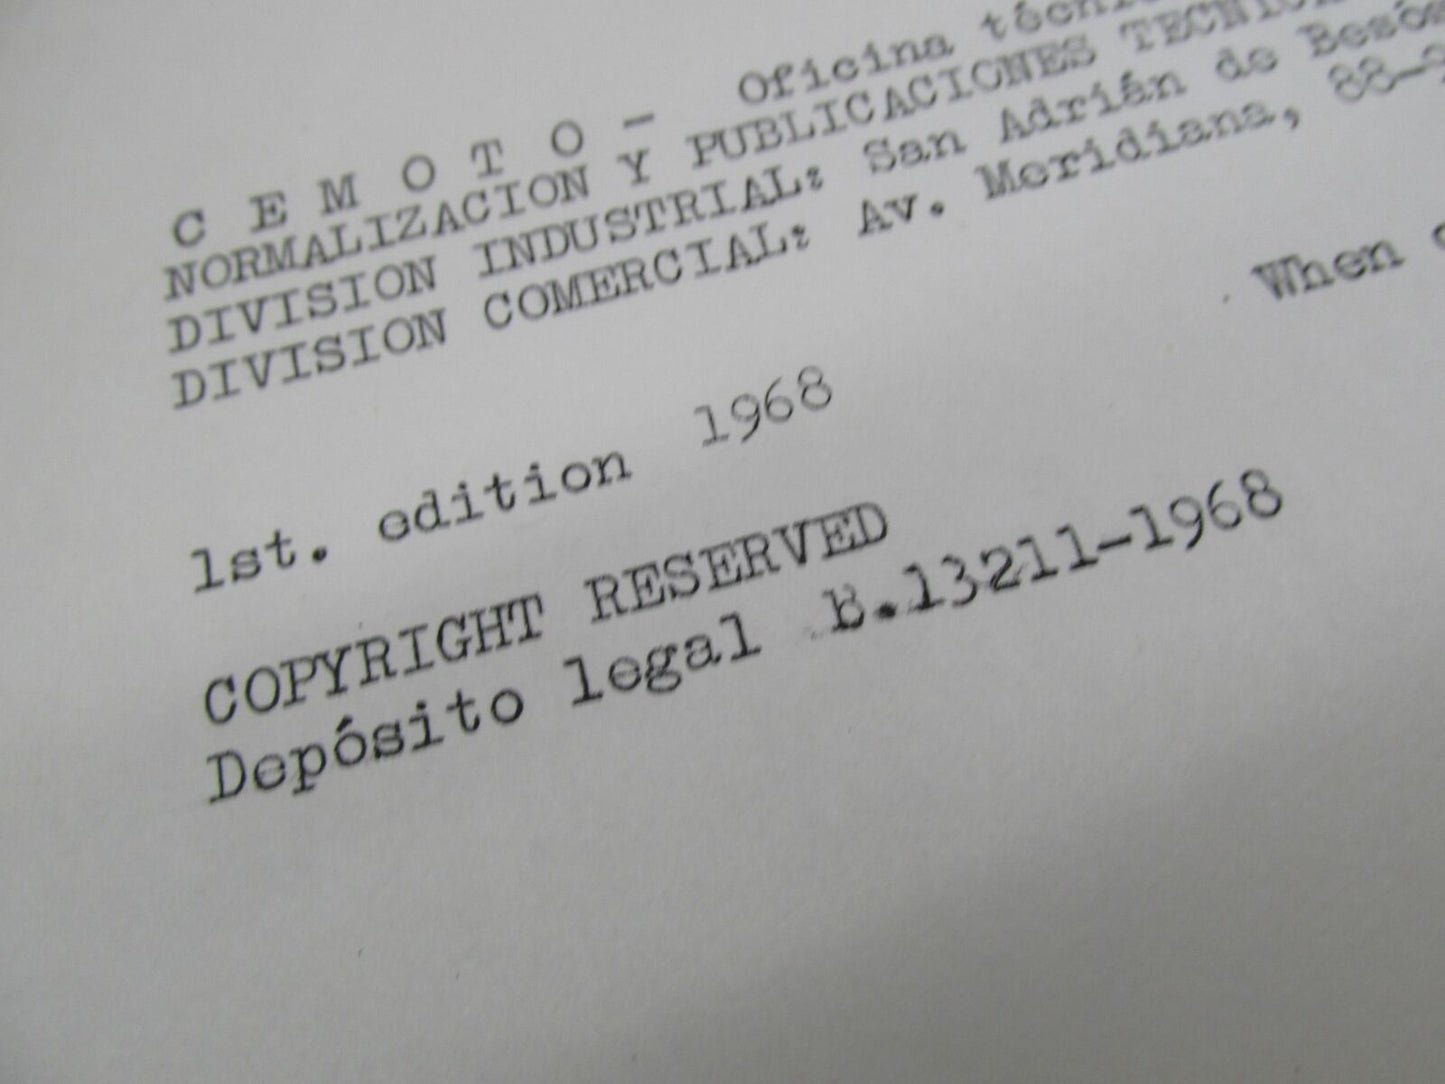 C E M O T O - Oficina
NORMALIZACION Y PUBLICACIONES
DIVISION INDUSTRIAL: San Adrián de Besós
DIVISION COMERCIAL: Av. Meridiana,
When
1st. edition 1968
COPYRIGHT RESERVED
Depósito legal B.13211-1968